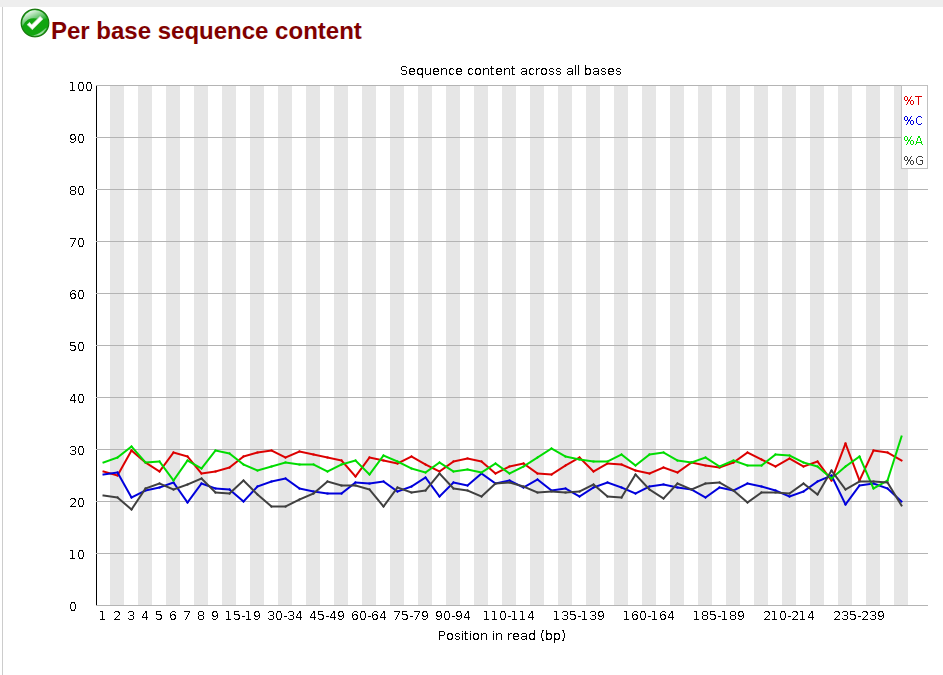 Per base sequence content
Sequence content across all bases
%T
%C
%A
%G
100
90
80
70
60
50
40
30
20
10
0
1 2 3 4 5 6 7 8 9 15-19 30-34 45-49 60-64 75-79 90-94 110-114 135-139 160-164 185-189 210-214 235-239
Position in read (bp)